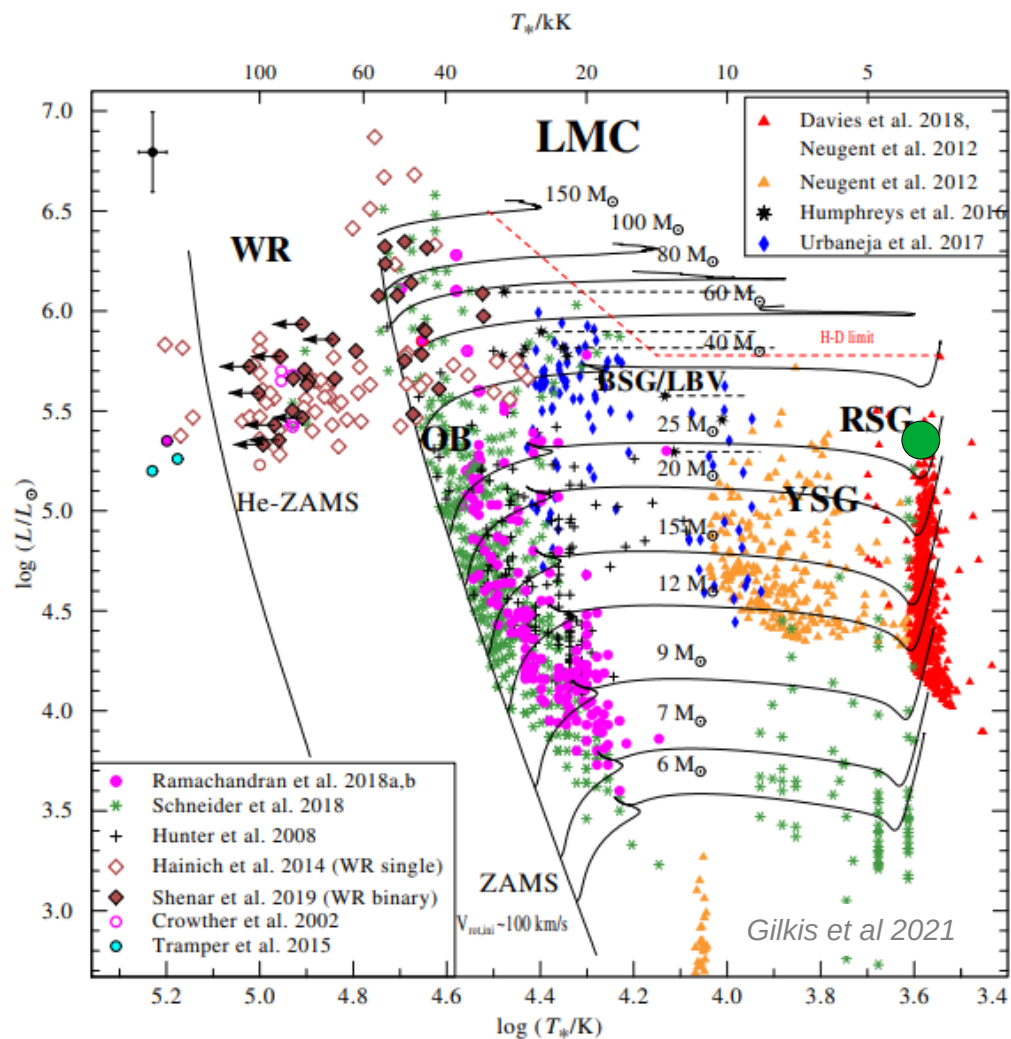 T*/kK
100 60 40 20 10 5
LMC
Davies et al. 2018,
Neugent et al. 2012
Neugent et al. 2012
Humphreys et al. 2016
Urbaneja et al. 2017
7.0
6.5
6.0
5.5
5.0
4.5
4.0
3.5
3.0
log (L/L⊙)
WR
150 M⊙
100 M⊙
80 M⊙
60 M⊙
H-D limit
40 M⊙
BSG/LBV
RSG
25 M⊙
OB
20 M⊙
YSG
He-ZAMS
15 M⊙
12 M⊙
9 M⊙
7 M⊙
6 M⊙
Ramachandran et al. 2018a,b
Schneider et al. 2018
Hunter et al. 2008
Hainich et al. 2014 (WR single)
Shenar et al. 2019 (WR binary)
Crowther et al. 2002
Tramper et al. 2015
ZAMS
Vrot,ini ~100 km/s
Gilkis et al 2021
5.2 5.0 4.8 4.6 4.4 4.2 4.0 3.8 3.6 3.4
log (T*/K)